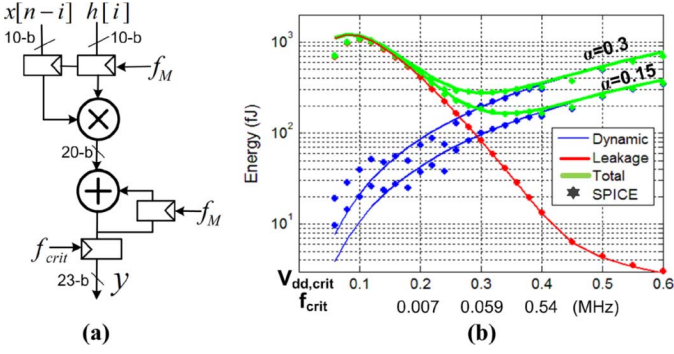 x[n−i] h[i]
10-b 10-b
f_M
×
20-b
+
f_M
f_crit
23-b y
(a)
Energy (fJ)
10^3
10^2
10^1
α=0.3
α=0.15
Dynamic
Leakage
Total
SPICE
V_dd,crit 0.1 0.2 0.3 0.4 0.5 0.6
f_crit 0.007 0.059 0.54 (MHz)
(b)